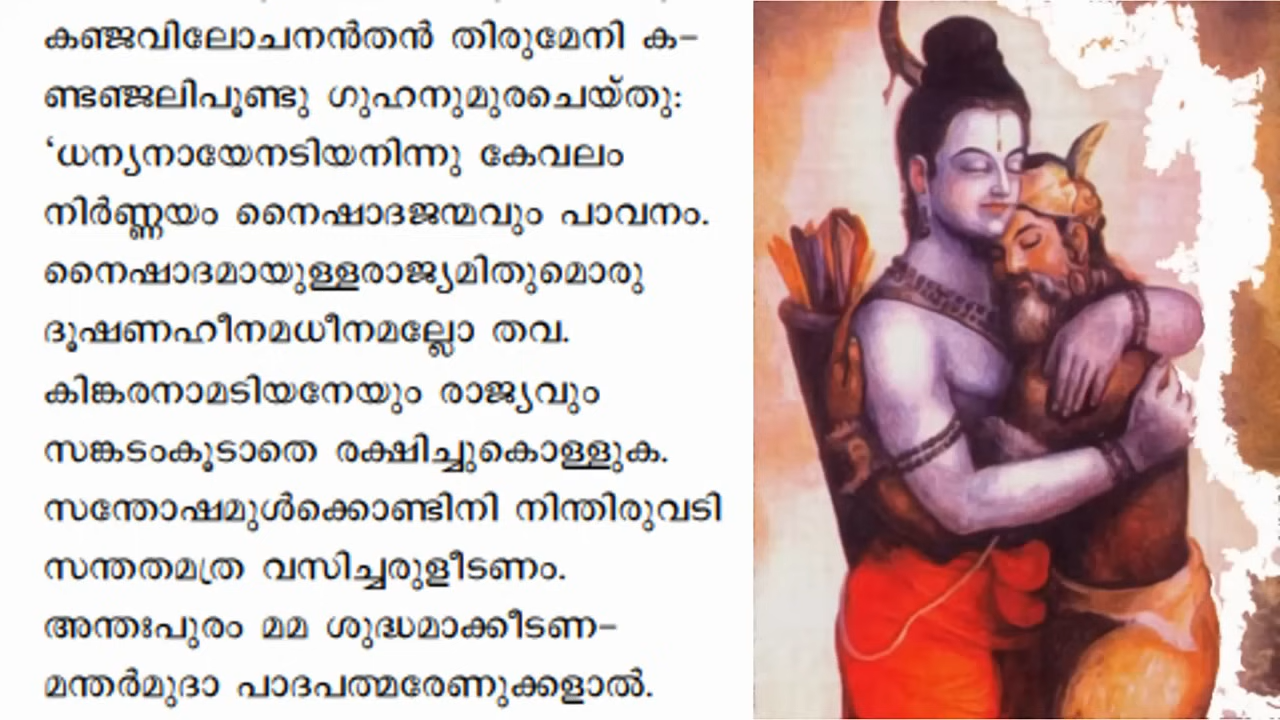 കഞ്ജവിലോചനൻതൻ തിരുമേനി ക-
ണ്ടഞ്ജലിപൂണ്ടു ഗുഹനുമുരചെയ്തു:
‘ധന്യനായേനടിയനിന്നു കേവലം
നിർണ്ണയം നൈഷാദജന്മവും പാവനം.
നൈഷാദമായുള്ളരാജ്യമിതുമൊരു
ദൂഷണഹീനമധീനമല്ലോ തവ.
കിങ്കരനാമടിയനേയും രാജ്യവും
സങ്കടംകൂടാതെ രക്ഷിച്ചുകൊള്ളുക.
സന്തോഷമുൾക്കൊണ്ടിനി നിന്തിരുവടി
സന്തതമത്ര വസിച്ചരുളീടണം.
അന്തഃപുരം മമ ശുദ്ധമാക്കീടണ-
മന്തർമുദാ പാദപത്മരേണുക്കളാൽ.